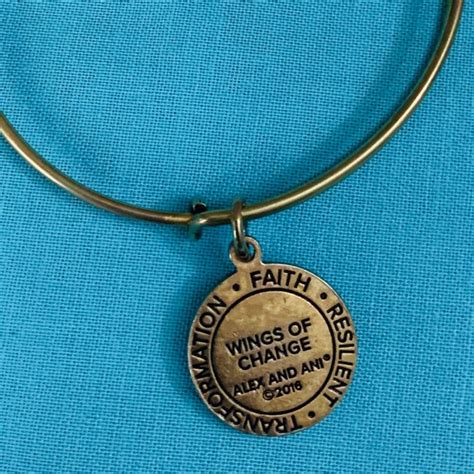 TRANSFORMATION • FAITH • RESILIENT •
WINGS OF
CHANGE
ALEX AND ANI®
©2016